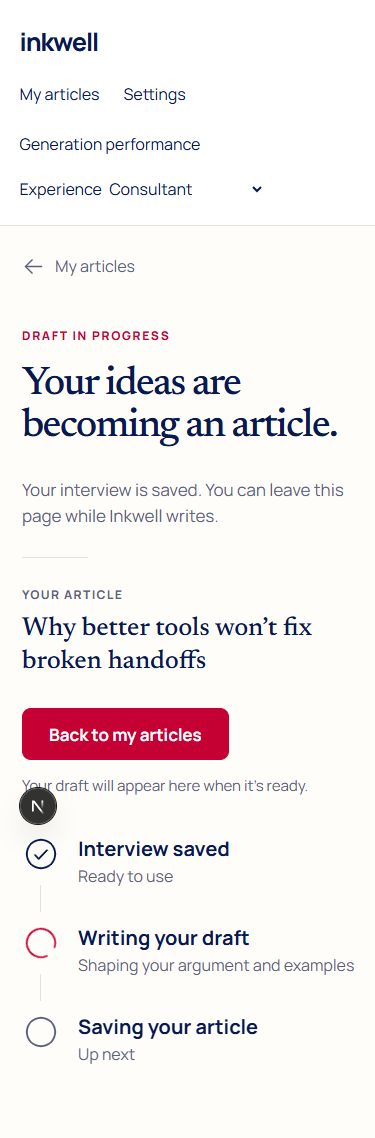 inkwell
My articles Settings
Generation performance
Experience Consultant
My articles
DRAFT IN PROGRESS
Your ideas are
becoming an article.
Your interview is saved. You can leave this
page while Inkwell writes.
YOUR ARTICLE
Why better tools won’t fix
broken handoffs
Back to my articles
Your draft will appear here when it’s ready.
N
Interview saved
Ready to use
Writing your draft
Shaping your argument and examples
Saving your article
Up next